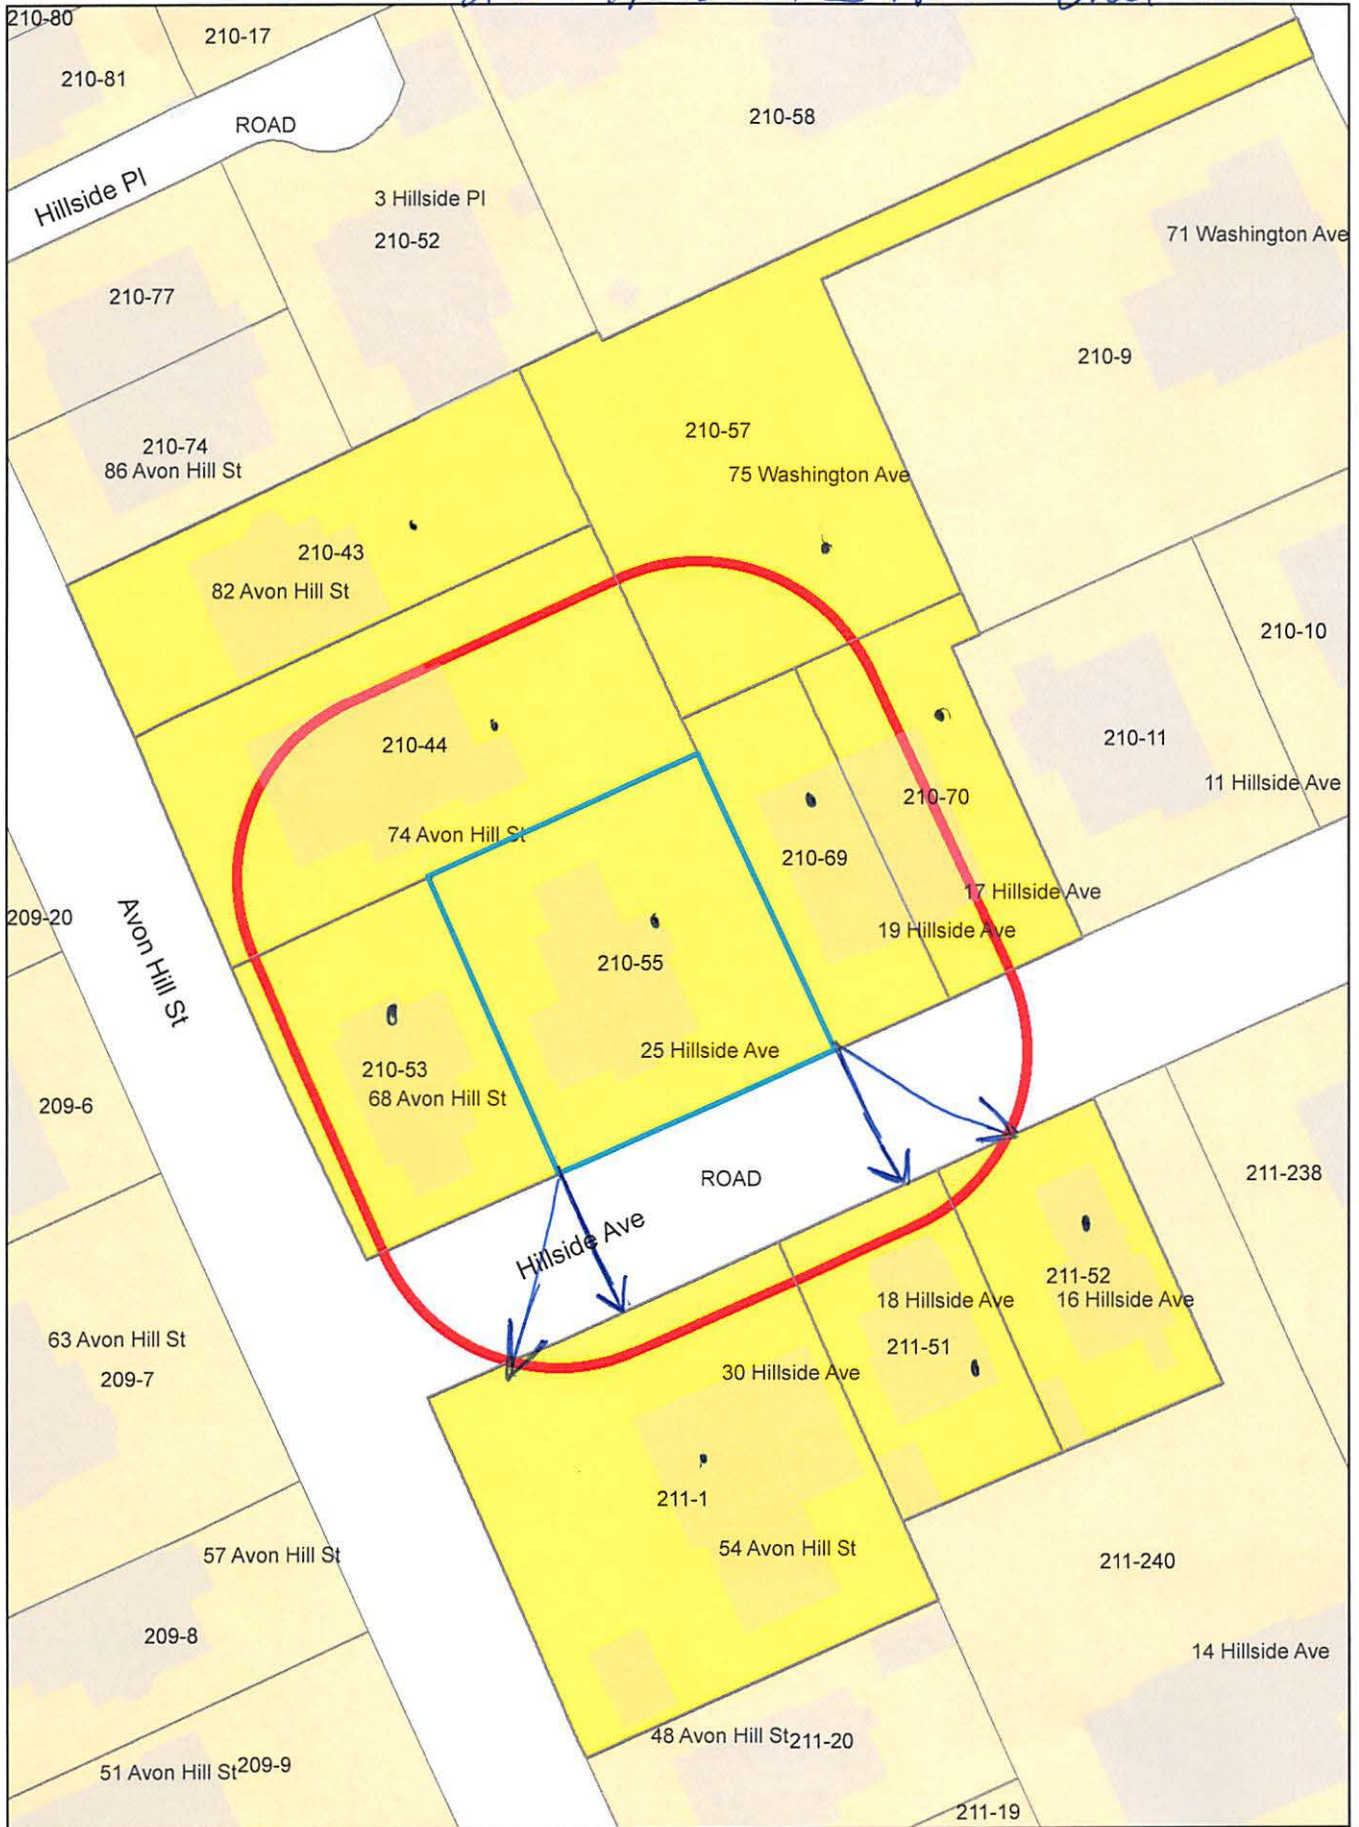 210-80
210-17
210-81
ROAD
210-58
Hillside Pl
3 Hillside Pl
210-52
71 Washington Ave
210-77
210-9
210-57
210-74
86 Avon Hill St
75 Washington Ave
210-43
82 Avon Hill St
210-10
210-44
210-11
11 Hillside Ave
210-70
74 Avon Hill St
210-69
17 Hillside Ave
19 Hillside Ave
209-20
Avon Hill St
210-55
25 Hillside Ave
210-53
68 Avon Hill St
209-6
ROAD
211-238
Hillside Ave
211-52
18 Hillside Ave
16 Hillside Ave
63 Avon Hill St
209-7
211-51
30 Hillside Ave
211-1
54 Avon Hill St
57 Avon Hill St
211-240
209-8
14 Hillside Ave
48 Avon Hill St
211-20
51 Avon Hill St
209-9
211-19